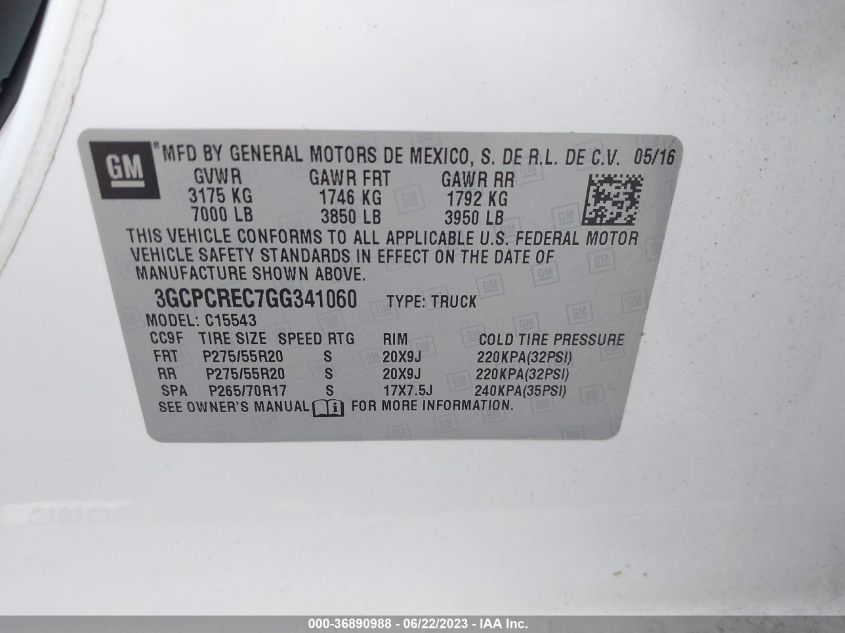 GM
*MFD BY GENERAL MOTORS DE MEXICO, S. DE R.L. DE C.V. 05/16
GVWR GAWR FRT GAWR RR
3175 KG 1746 KG 1792 KG
7000 LB 3850 LB 3950 LB
THIS VEHICLE CONFORMS TO ALL APPLICABLE U.S. FEDERAL MOTOR
VEHICLE SAFETY STANDARDS IN EFFECT ON THE DATE OF
MANUFACTURE SHOWN ABOVE.
3GCPCREC7GG341060 TYPE: TRUCK
MODEL: C15543
CC9F TIRE SIZE SPEED RTG RIM COLD TIRE PRESSURE
FRT P275/55R20 S 20X9J 220KPA(32PSI)
RR P275/55R20 S 20X9J 220KPA(32PSI)
SPA P265/70R17 S 17X7.5J 240KPA(35PSI)
SEE OWNER'S MANUAL FOR MORE INFORMATION.
000-36890988 - 06/22/2023 - IAA Inc.